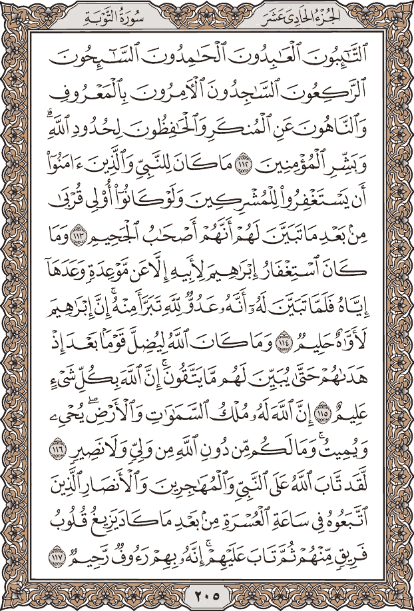 الجزء الحادي عشر
سورة التوبة
ٱلتَّٰٓئِبُونَ ٱلۡعَٰبِدُونَ ٱلۡحَٰمِدُونَ ٱلسَّٰٓئِحُونَ
ٱلرَّٰكِعُونَ ٱلسَّٰجِدُونَ ٱلۡأٓمِرُونَ بِٱلۡمَعۡرُوفِ
وَٱلنَّاهُونَ عَنِ ٱلۡمُنكَرِ وَٱلۡحَٰفِظُونَ لِحُدُودِ ٱللَّهِۗ
وَبَشِّرِ ٱلۡمُؤۡمِنِينَ ١١٢ مَا كَانَ لِلنَّبِيِّ وَٱلَّذِينَ ءَامَنُوٓاْ
أَن يَسۡتَغۡفِرُواْ لِلۡمُشۡرِكِينَ وَلَوۡ كَانُوٓاْ أُوْلِي قُرۡبَىٰ
مِنۢ بَعۡدِ مَا تَبَيَّنَ لَهُمۡ أَنَّهُمۡ أَصۡحَٰبُ ٱلۡجَحِيمِ ١١٣ وَمَا
كَانَ ٱسۡتِغۡفَارُ إِبۡرَٰهِيمَ لِأَبِيهِ إِلَّا عَن مَّوۡعِدَةٖ وَعَدَهَآ
إِيَّاهُ فَلَمَّا تَبَيَّنَ لَهُۥٓ أَنَّهُۥ عَدُوّٞ لِّلَّهِ تَبَرَّأَ مِنۡهُۚ إِنَّ إِبۡرَٰهِيمَ
لَأَوَّٰهٌ حَلِيمٞ ١١٤ وَمَا كَانَ ٱللَّهُ لِيُضِلَّ قَوۡمَۢا بَعۡدَ إِذۡ
هَدَىٰهُمۡ حَتَّىٰ يُبَيِّنَ لَهُم مَّا يَتَّقُونَۚ إِنَّ ٱللَّهَ بِكُلِّ شَيۡءٍ
عَلِيمٌ ١١٥ إِنَّ ٱللَّهَ لَهُۥ مُلۡكُ ٱلسَّمَٰوَٰتِ وَٱلۡأَرۡضِۖ يُحۡيِۦ
وَيُمِيتُۚ وَمَا لَكُم مِّن دُونِ ٱللَّهِ مِن وَلِيّٖ وَلَا نَصِيرٖ ١١٦
لَّقَد تَّابَ ٱللَّهُ عَلَى ٱلنَّبِيِّ وَٱلۡمُهَٰجِرِينَ وَٱلۡأَنصَارِ ٱلَّذِينَ
ٱتَّبَعُوهُ فِي سَاعَةِ ٱلۡعُسۡرَةِ مِنۢ بَعۡدِ مَا كَادَ يَزِيغُ قُلُوبُ
فَرِيقٖ مِّنۡهُمۡ ثُمَّ تَابَ عَلَيۡهِمۡۚ إِنَّهُۥ بِهِمۡ رَءُوفٞ رَّحِيمٞ ١١٧
٢٠٥